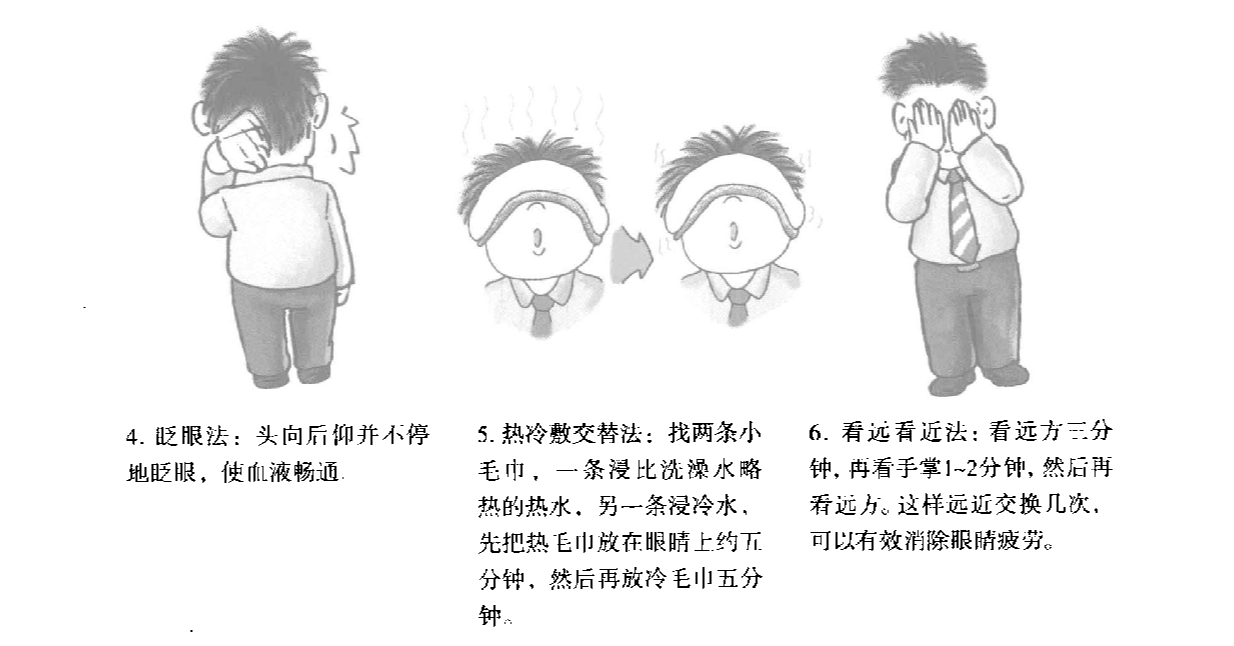 4. 眨眼法：头向后仰并不停
地眨眼，使血液畅通.
5. 热冷敷交替法：找两条小
毛巾，一条浸比洗澡水略
热的热水，另一条浸冷水，
先把热毛巾放在眼睛上约五
分钟，然后再放冷毛巾五分
钟。
6. 看远看近法：看远方三分
钟，再看手掌1~2分钟，然后再
看远方。这样远近交换几次，
可以有效消除眼睛疲劳。